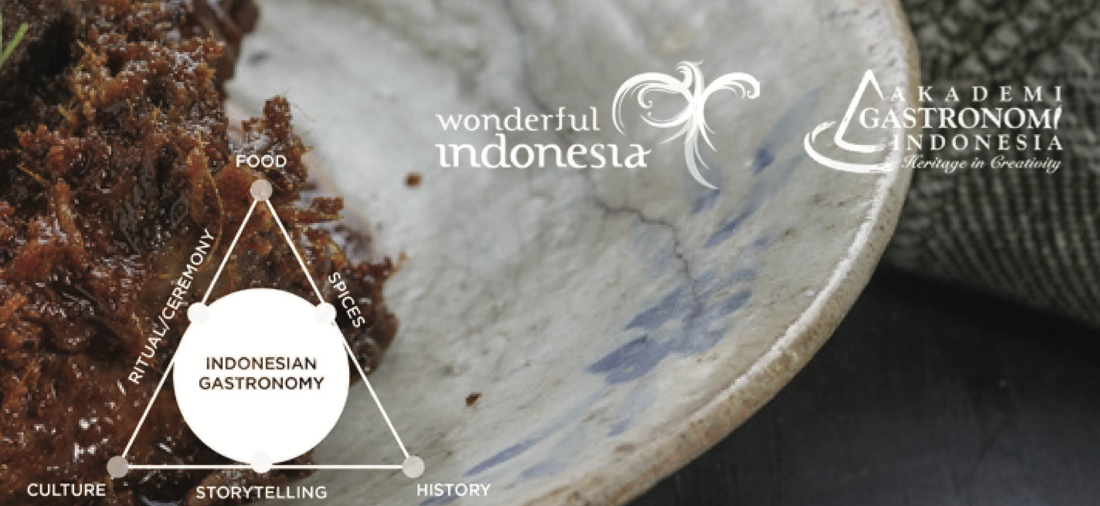 wonderful
indonesia
AKADEMI
GASTRONOMI
INDONESIA
Heritage in Creativity
FOOD
RITUAL/CEREMONY
SPICES
INDONESIAN
GASTRONOMY
CULTURE
STORYTELLING
HISTORY